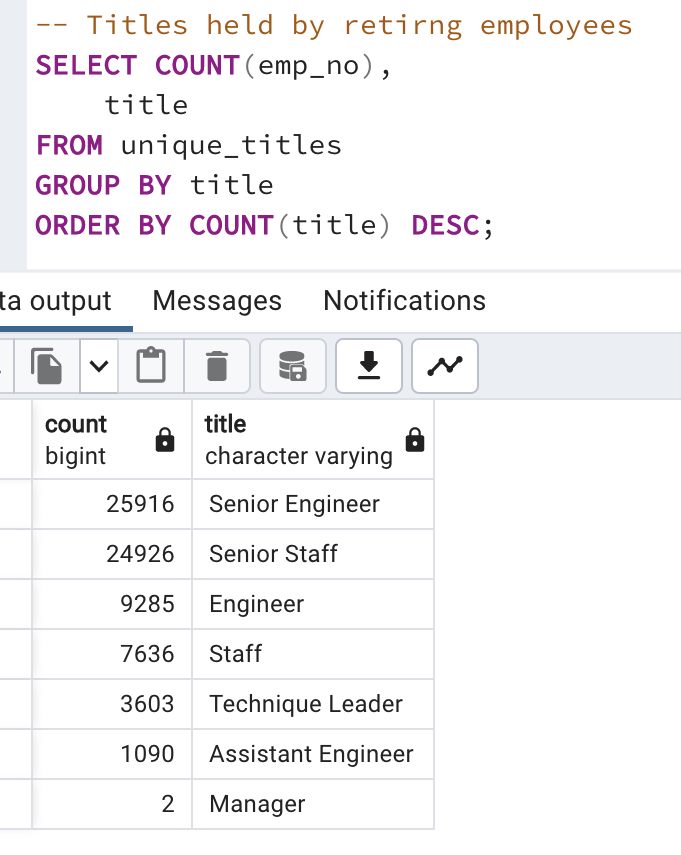 -- Titles held by retirng employees
SELECT COUNT(emp_no),
    title
FROM unique_titles
GROUP BY title
ORDER BY COUNT(title) DESC;
ta output Messages Notifications
count title
bigint character varying
25916 Senior Engineer
24926 Senior Staff
9285 Engineer
7636 Staff
3603 Technique Leader
1090 Assistant Engineer
2 Manager